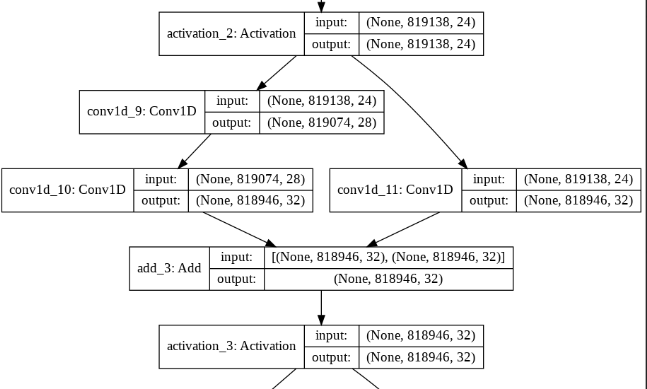 activation_2: Activation
input: (None, 819138, 24)
output: (None, 819138, 24)
conv1d_9: Conv1D
input: (None, 819138, 24)
output: (None, 819074, 28)
conv1d_10: Conv1D
input: (None, 819074, 28)
output: (None, 818946, 32)
conv1d_11: Conv1D
input: (None, 819138, 24)
output: (None, 818946, 32)
add_3: Add
input: [(None, 818946, 32), (None, 818946, 32)]
output: (None, 818946, 32)
activation_3: Activation
input: (None, 818946, 32)
output: (None, 818946, 32)